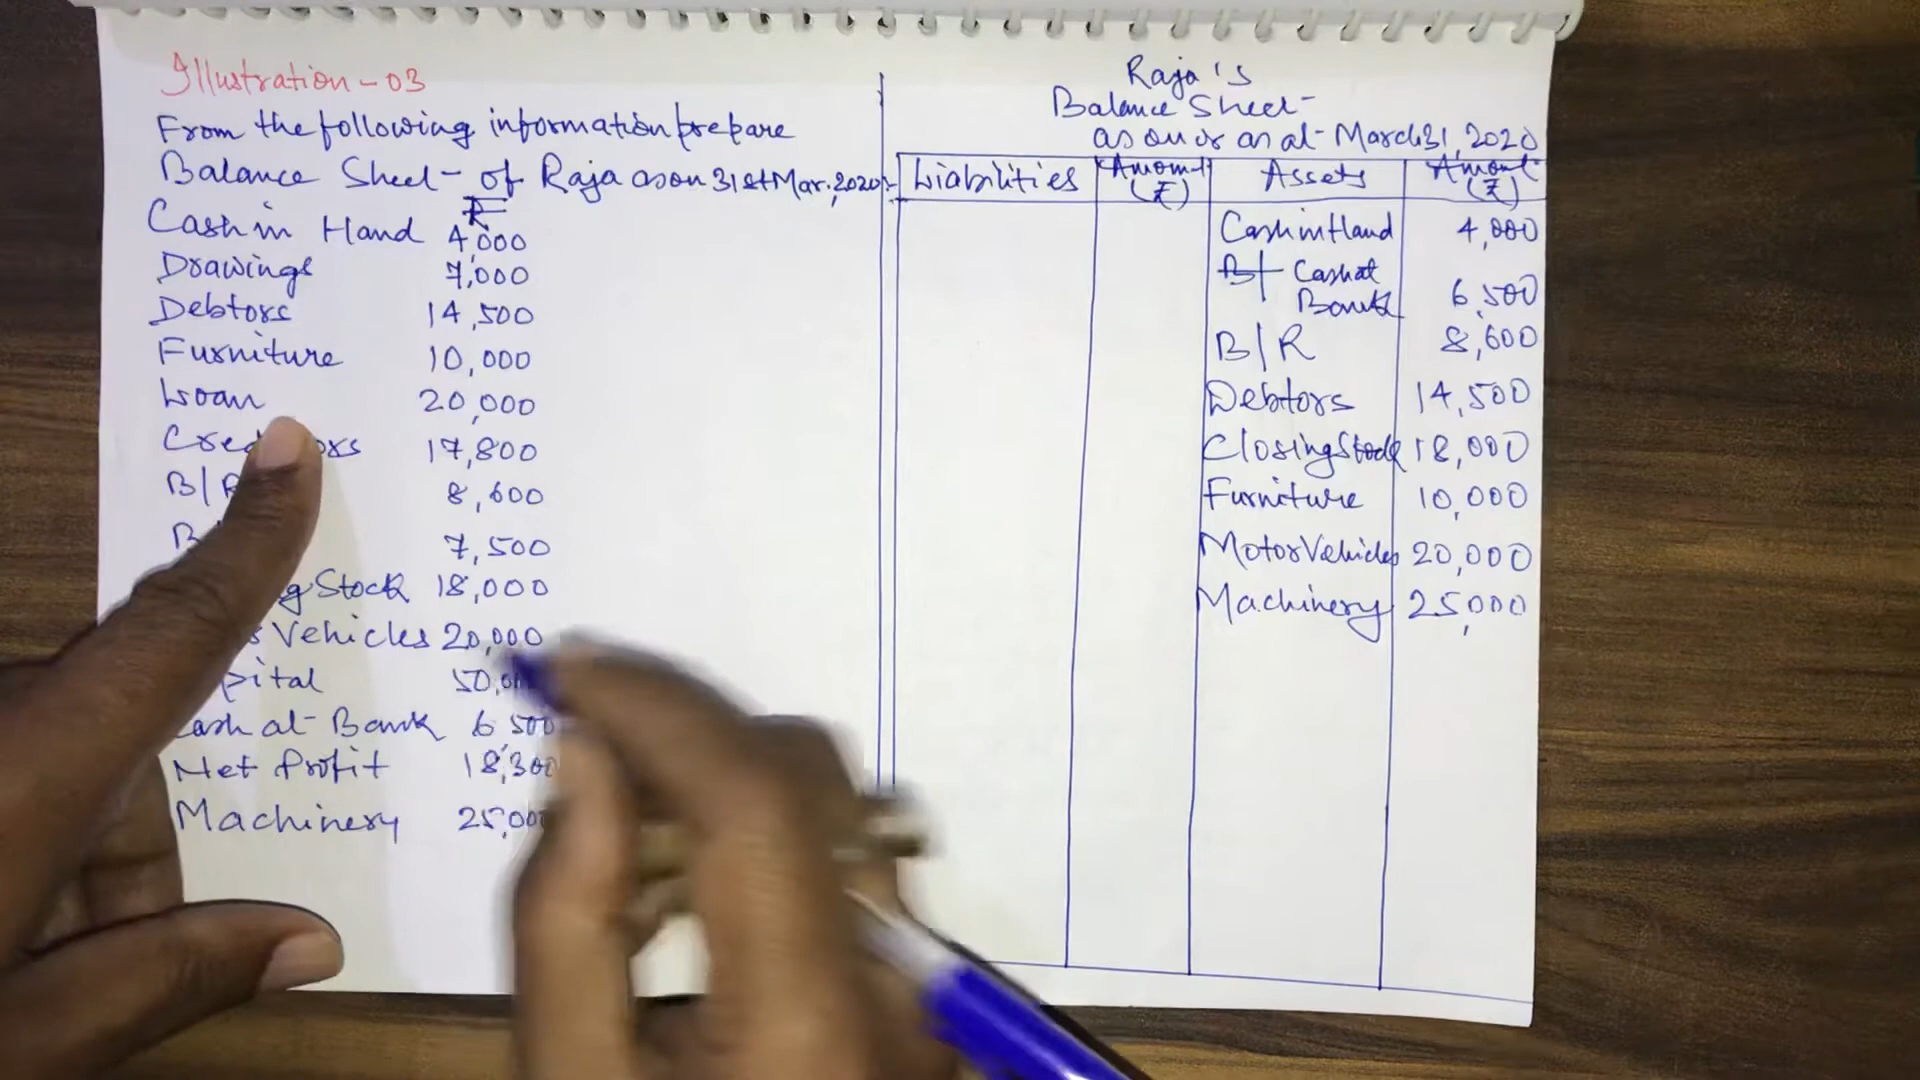 Illustration - 03
From the following information prepare
Balance Sheet of Raja as on 31st Mar, 2020:-
₹
Cash in Hand 4,000
Drawings 7,000
Debtors 14,500
Furniture 10,000
Loan 20,000
17,800
B/R 8,600
7,500
Stock 18,000
Vehicles 20,000
Cash at Bank 6,500
Net Profit 18,300
Machinery 25,000
Raja's
Balance Sheet
as on or as at March 31, 2020
Liabilities Amount (₹) Assets Amount (₹)
Cash in Hand 4,000
B/ Cash at
Bank 6,500
B/R 8,600
Debtors 14,500
Closing Stock 18,000
Furniture 10,000
Motor Vehicles 20,000
Machinery 25,000